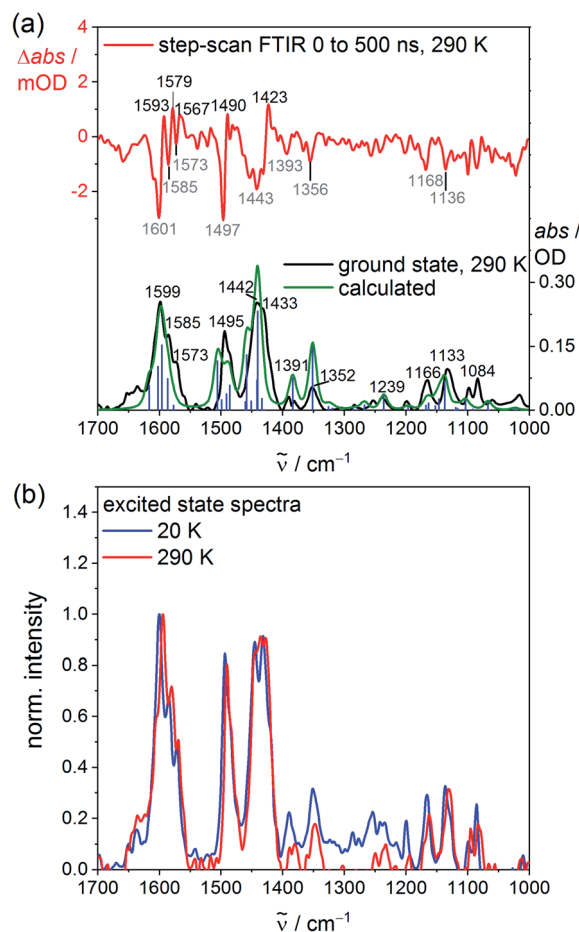 (a)
4
2
0
-2
Δabs /
mOD
step-scan FTIR 0 to 500 ns, 290 K
1579
1593
1567
1490
1423
1573
1585
1601
1497
1443
1393
1356
1168
1136
abs /
OD
0.30
0.15
0.00
ground state, 290 K
calculated
1599
1585
1573
1495
1442
1433
1391
1352
1239
1166
1133
1084
1700 1600 1500 1400 1300 1200 1100 1000
ν̃ / cm⁻¹
(b)
excited state spectra
20 K
290 K
norm. intensity
1.4
1.2
1.0
0.8
0.6
0.4
0.2
0.0
1700 1600 1500 1400 1300 1200 1100 1000
ν̃ / cm⁻¹